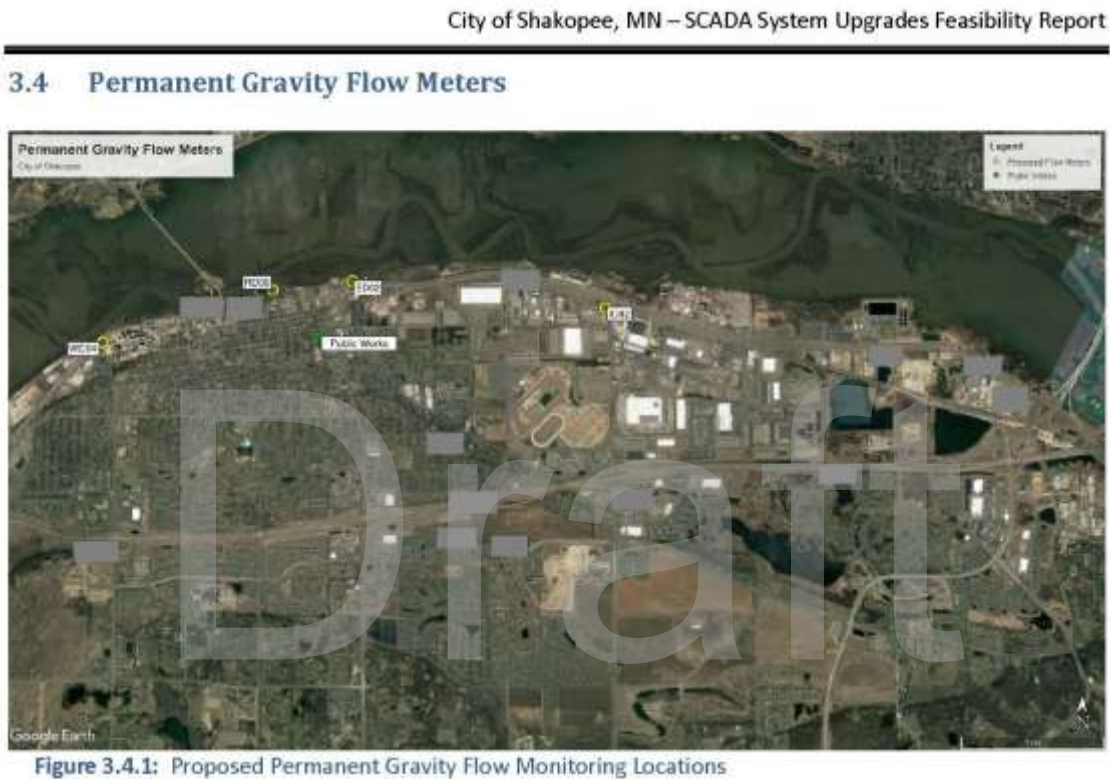 City of Shakopee, MN – SCADA System Upgrades Feasibility Report
3.4 Permanent Gravity Flow Meters
Permanent Gravity Flow Meters
City of Shakopee
Legend
Proposed Flow Meters
Public Works
Public Works
Draft
Google Earth
Figure 3.4.1: Proposed Permanent Gravity Flow Monitoring Locations